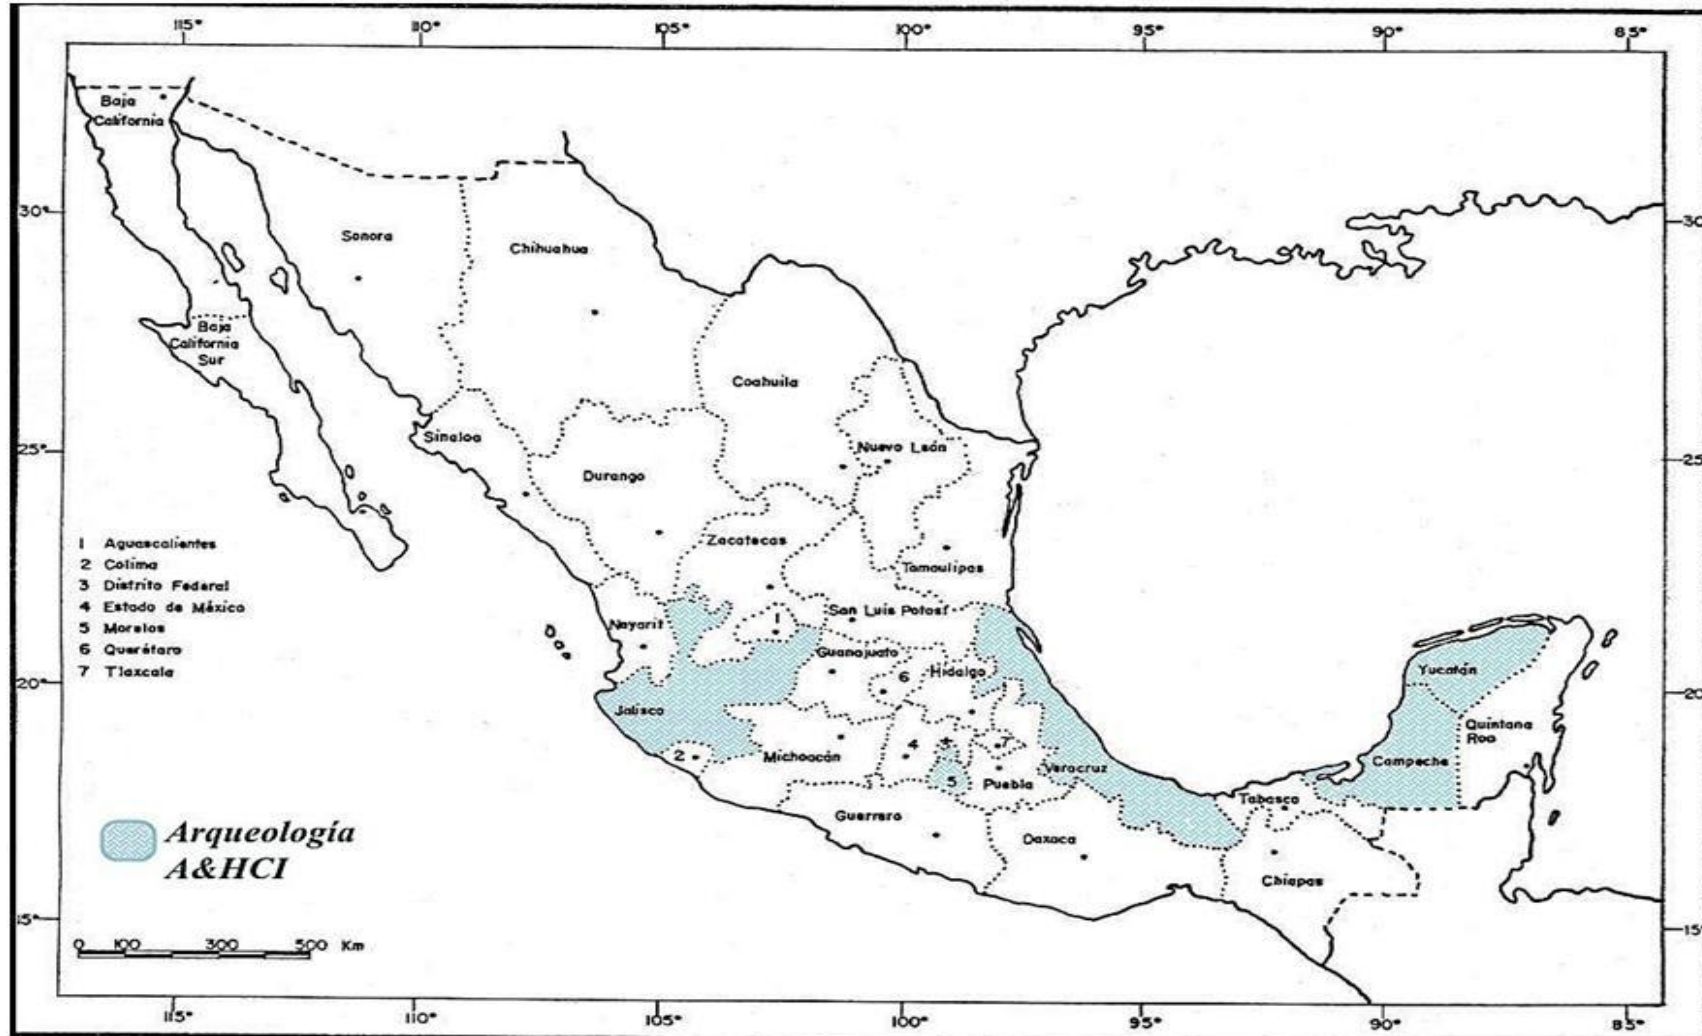 115° 110° 105° 100° 95° 90° 85°
Baja
California
Sonora
Chihuahua
30° 30
Baja
California
Sur
Coahuila
Sinaloa
Nuevo León
25° 25
Durango
Zacatecas
Tamaulipas
1 Aguascalientes
2 Colima
3 Distrito Federal
4 Estado de México
5 Morelos
6 Querétaro
7 Tlaxcala
Nayarit
1
San Luis Potosí
Guanajuato
6
Hidalgo
Yucatán
20° 20
Jalisco
Quintana
Roo
2
Michoacán
4
7
5
Puebla
Veracruz
Campeche
Tabasco
Guerrero
Oaxaca
Chiapas
Arqueología
A&HCI
15° 15°
0 100 300 500 Km
115° 110° 105° 100° 95° 90° 85°